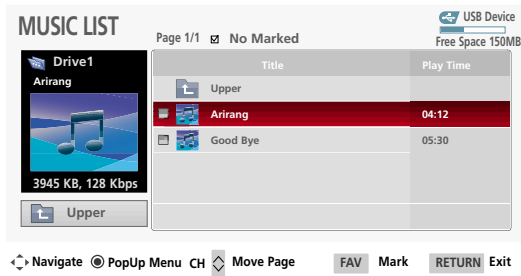 MUSIC LIST
Page 1/1 No Marked
USB Device
Free Space 150MB
Drive1
Arirang
3945 KB, 128 Kbps
Upper
Title Play Time
Upper
Arirang 04:12
Good Bye 05:30
Navigate PopUp Menu CH Move Page FAV Mark RETURN Exit